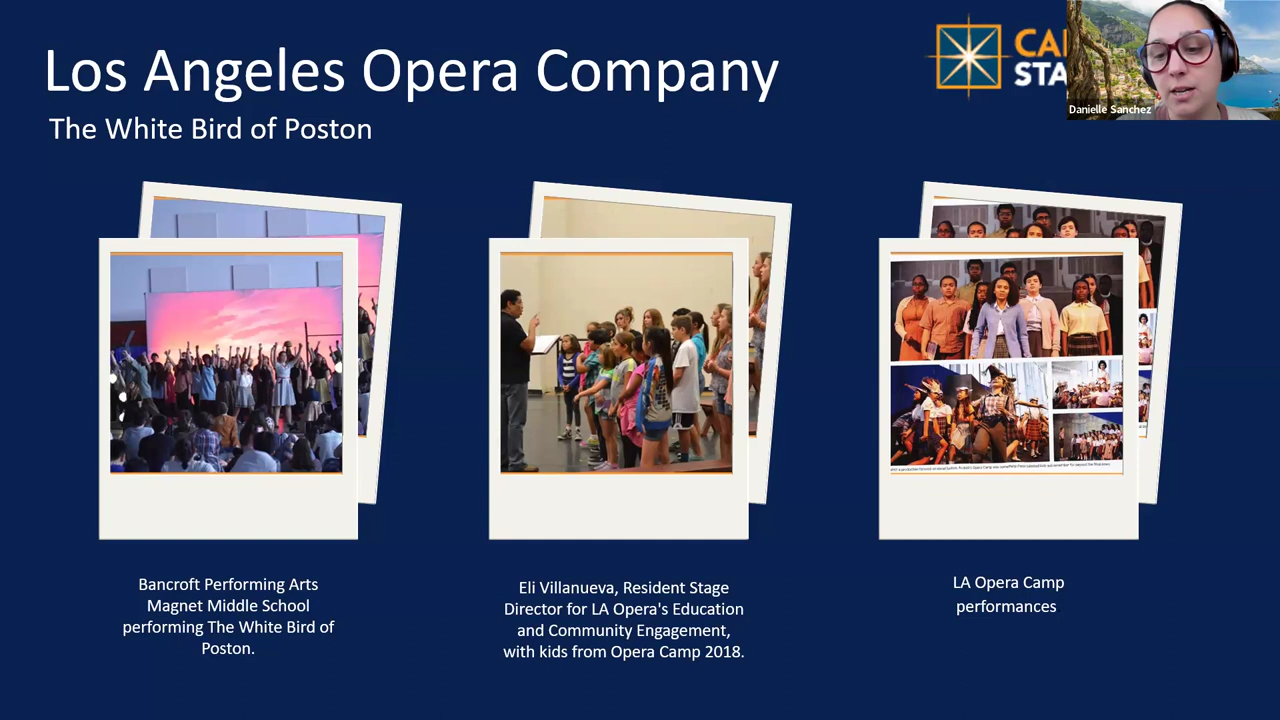 Los Angeles Opera Company
The White Bird of Poston
CA
STA
Danielle Sanchez
Bancroft Performing Arts
Magnet Middle School
performing The White Bird of
Poston.
Eli Villanueva, Resident Stage
Director for LA Opera's Education
and Community Engagement,
with kids from Opera Camp 2018.
LA Opera Camp
performances